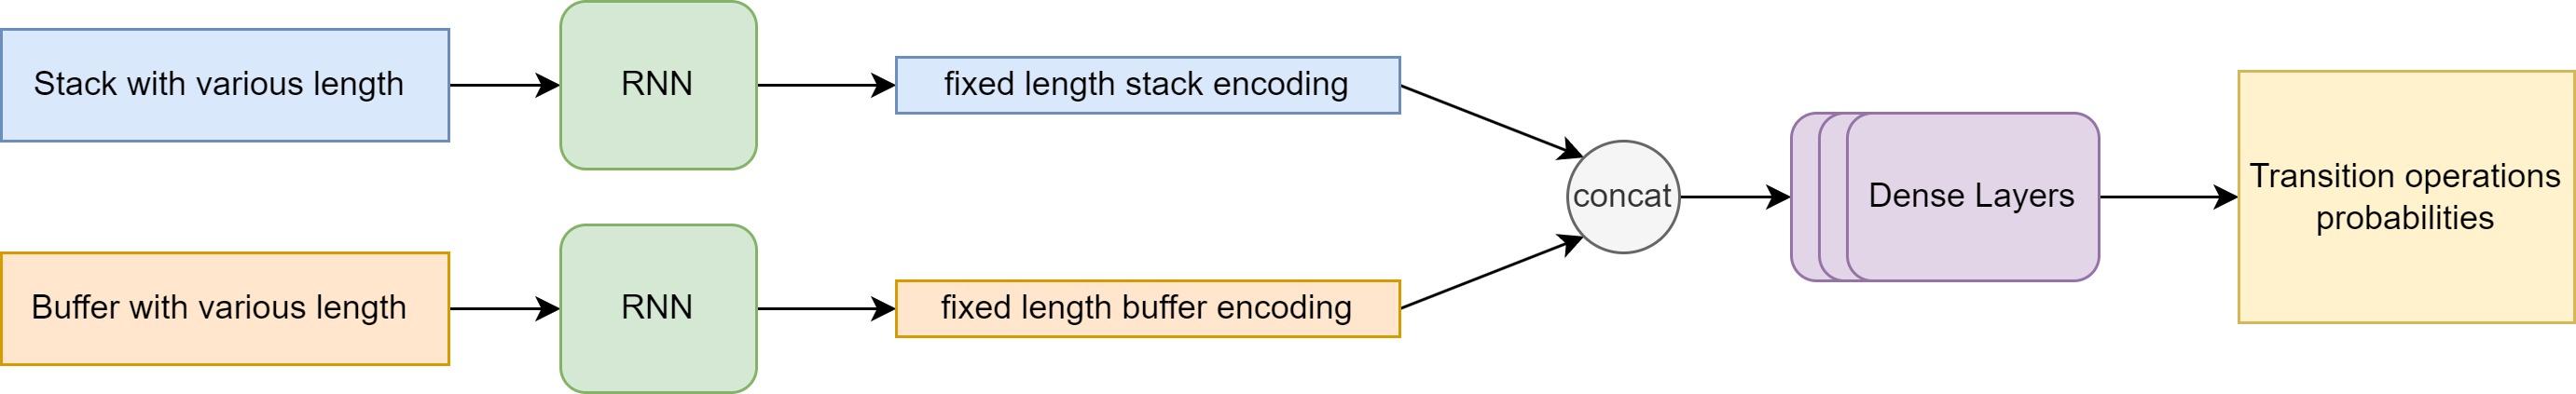 Stack with various length
RNN
fixed length stack encoding
Buffer with various length
RNN
fixed length buffer encoding
concat
Dense Layers
Transition operations
probabilities